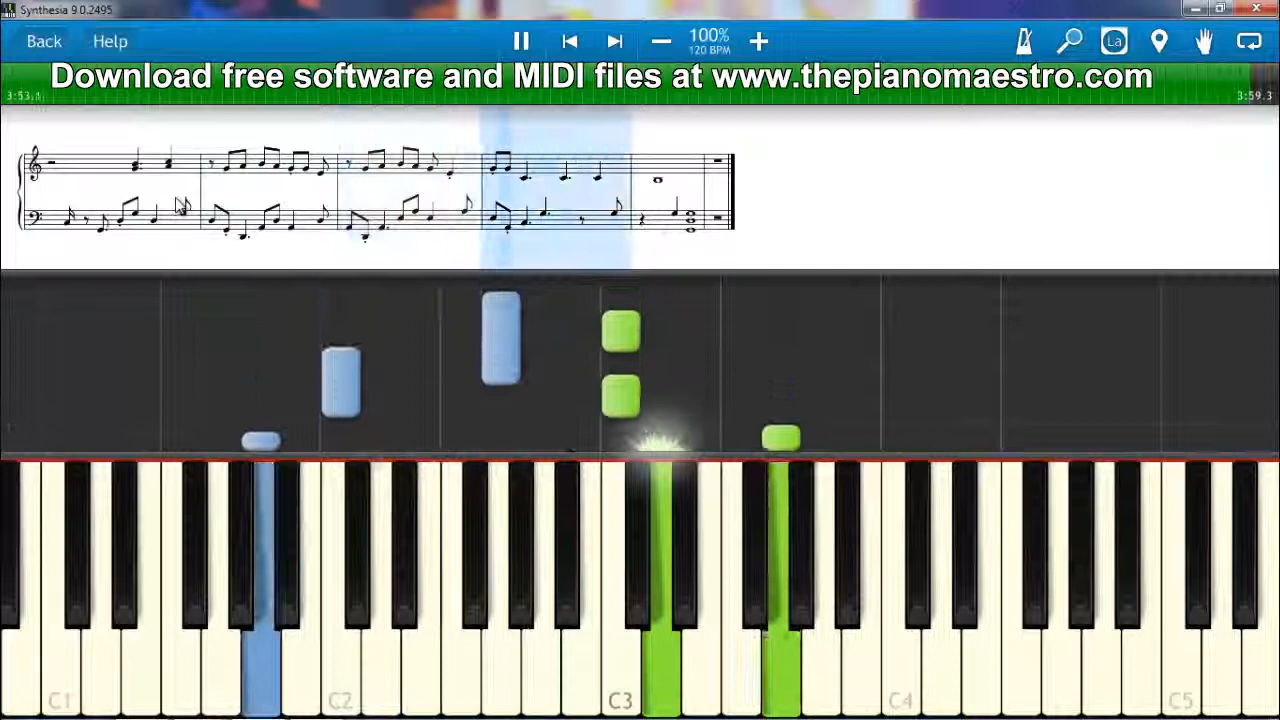 Synthesia 9.0.2495
Back Help 100% La
120 BPM
Download free software and MIDI files at www.thepianomaestro.com
3:53.1 3:59.3
C1 C2 C3 C4 C5